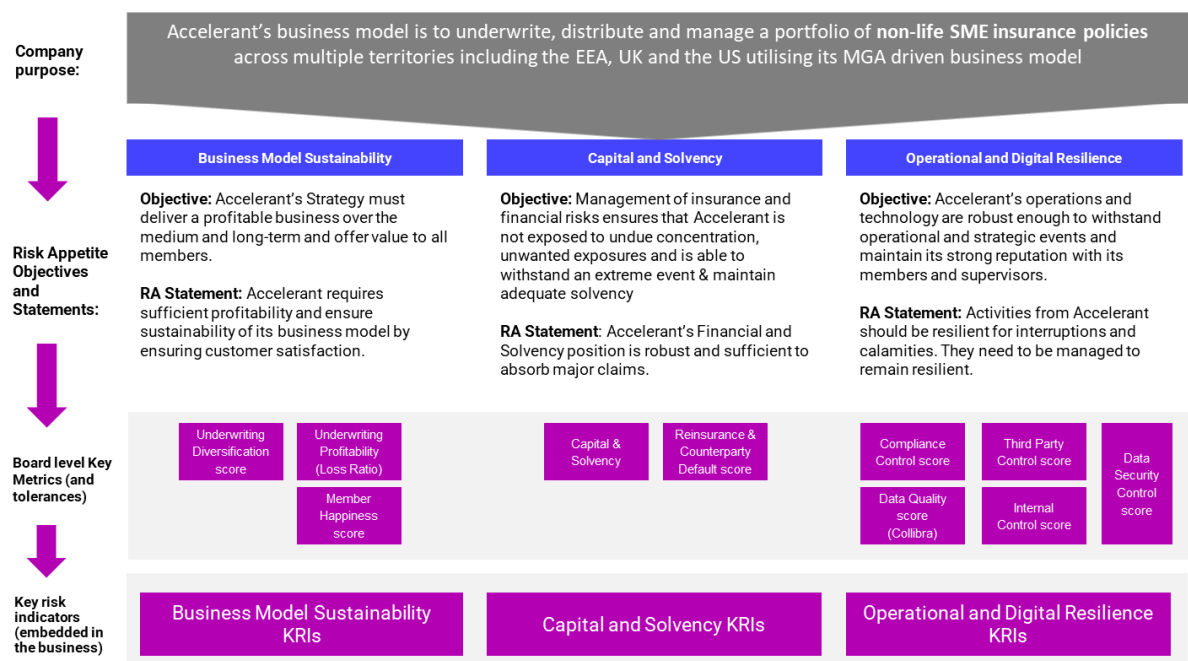 Company
purpose:
Accelerant’s business model is to underwrite, distribute and manage a portfolio of non-life SME insurance policies
across multiple territories including the EEA, UK and the US utilising its MGA driven business model
Risk Appetite
Objectives
and
Statements:
Business Model Sustainability
Objective: Accelerant’s Strategy must
deliver a profitable business over the
medium and long-term and offer value to all
members.
RA Statement: Accelerant requires
sufficient profitability and ensure
sustainability of its business model by
ensuring customer satisfaction.
Capital and Solvency
Objective: Management of insurance and
financial risks ensures that Accelerant is
not exposed to undue concentration,
unwanted exposures and is able to
withstand an extreme event & maintain
adequate solvency
RA Statement: Accelerant’s Financial and
Solvency position is robust and sufficient to
absorb major claims.
Operational and Digital Resilience
Objective: Accelerant’s operations and
technology are robust enough to withstand
operational and strategic events and
maintain its strong reputation with its
members and supervisors.
RA Statement: Activities from Accelerant
should be resilient for interruptions and
calamities. They need to be managed to
remain resilient.
Board level Key
Metrics (and
tolerances)
Underwriting
Diversification
score
Underwriting
Profitability
(Loss Ratio)
Member
Happiness
score
Capital &
Solvency
Reinsurance &
Counterparty
Default score
Compliance
Control score
Third Party
Control score
Data
Security
Control
score
Data Quality
score
(Collibra)
Internal
Control score
Key risk
indicators
(embedded in
the business)
Business Model Sustainability
KRIs
Capital and Solvency KRIs
Operational and Digital Resilience
KRIs